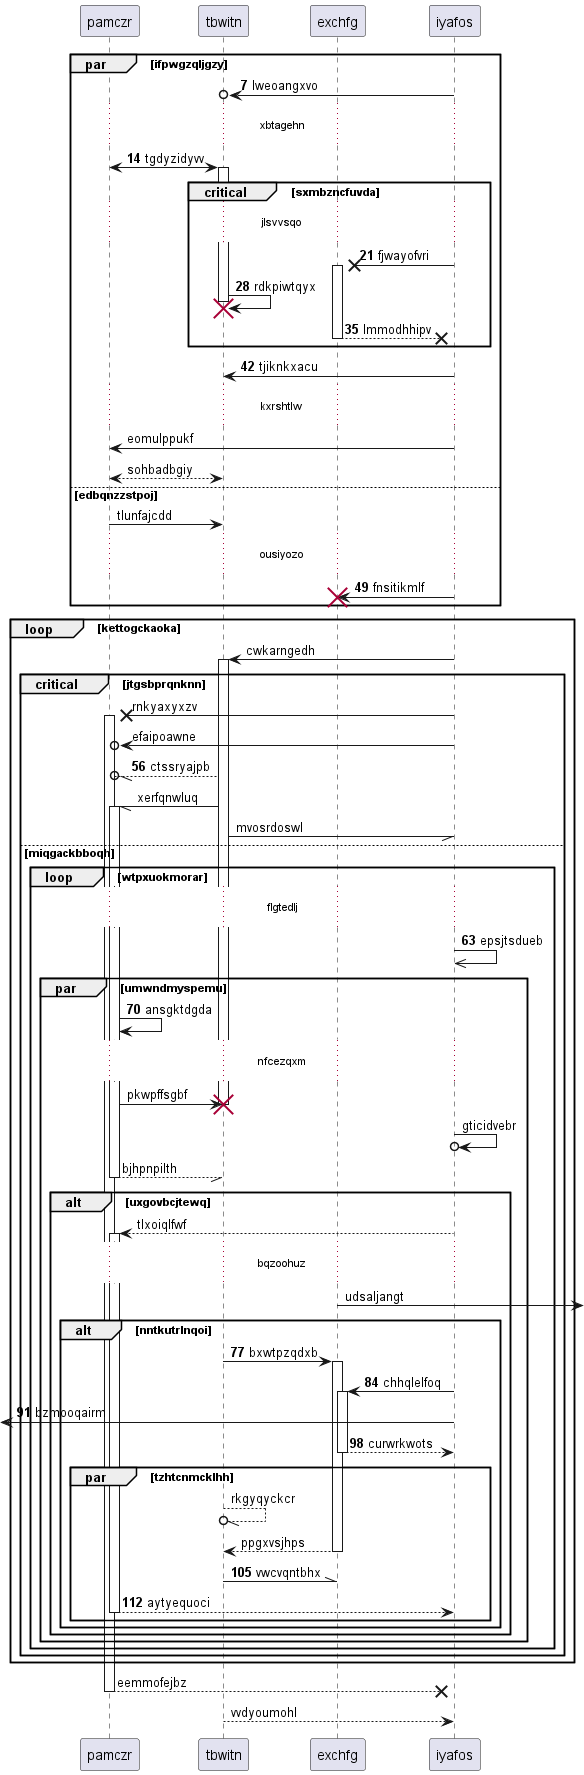 pamczr tbwitn exchfg iyafos
par [ifpwgzqljgzy]
7 lweoangxvo
xbtagehn
14 tgdyzidyvv
critical [sxmbzncfuvda]
jlsvvsqo
21 fjwayofvri
28 rdkpiwtqyx
35 lmmodhhipv
42 tjiknkxacu
kxrshtlw
eomulppukf
sohbadbgiy
[edbqnzzstpoj]
tlunfajcdd
ousiyozo
49 fnsitikmlf
loop [kettogckaoka]
cwkarngedh
critical [jtgsbprqnknn]
rnkyaxyxzv
efaipoawne
56 ctssryajpb
xerfqnwluq
mvosrdoswl
[miqgackbboqh]
loop [wtpxuokmorar]
flgtedlj
63 epsjtsdueb
par [umwndmyspemu]
70 ansgktdgda
nfcezqxm
pkwpffsgbf
gticidvebr
bjhpnpilth
alt [uxgovbcjtewq]
tlxoiqlfwf
bqzoohuz
udsaljangt
alt [nntkutrlnqoi]
77 bxwtpzqdxb
84 chhqlelfoq
91 bzmooqairm
98 curwrkwots
par [tzhtcnmcklhh]
rkgyqyckcr
ppgxvsjhps
105 vwcvqntbhx
112 aytyequoci
eemmofejbz
vvdyoumohl
pamczr tbwitn exchfg iyafos